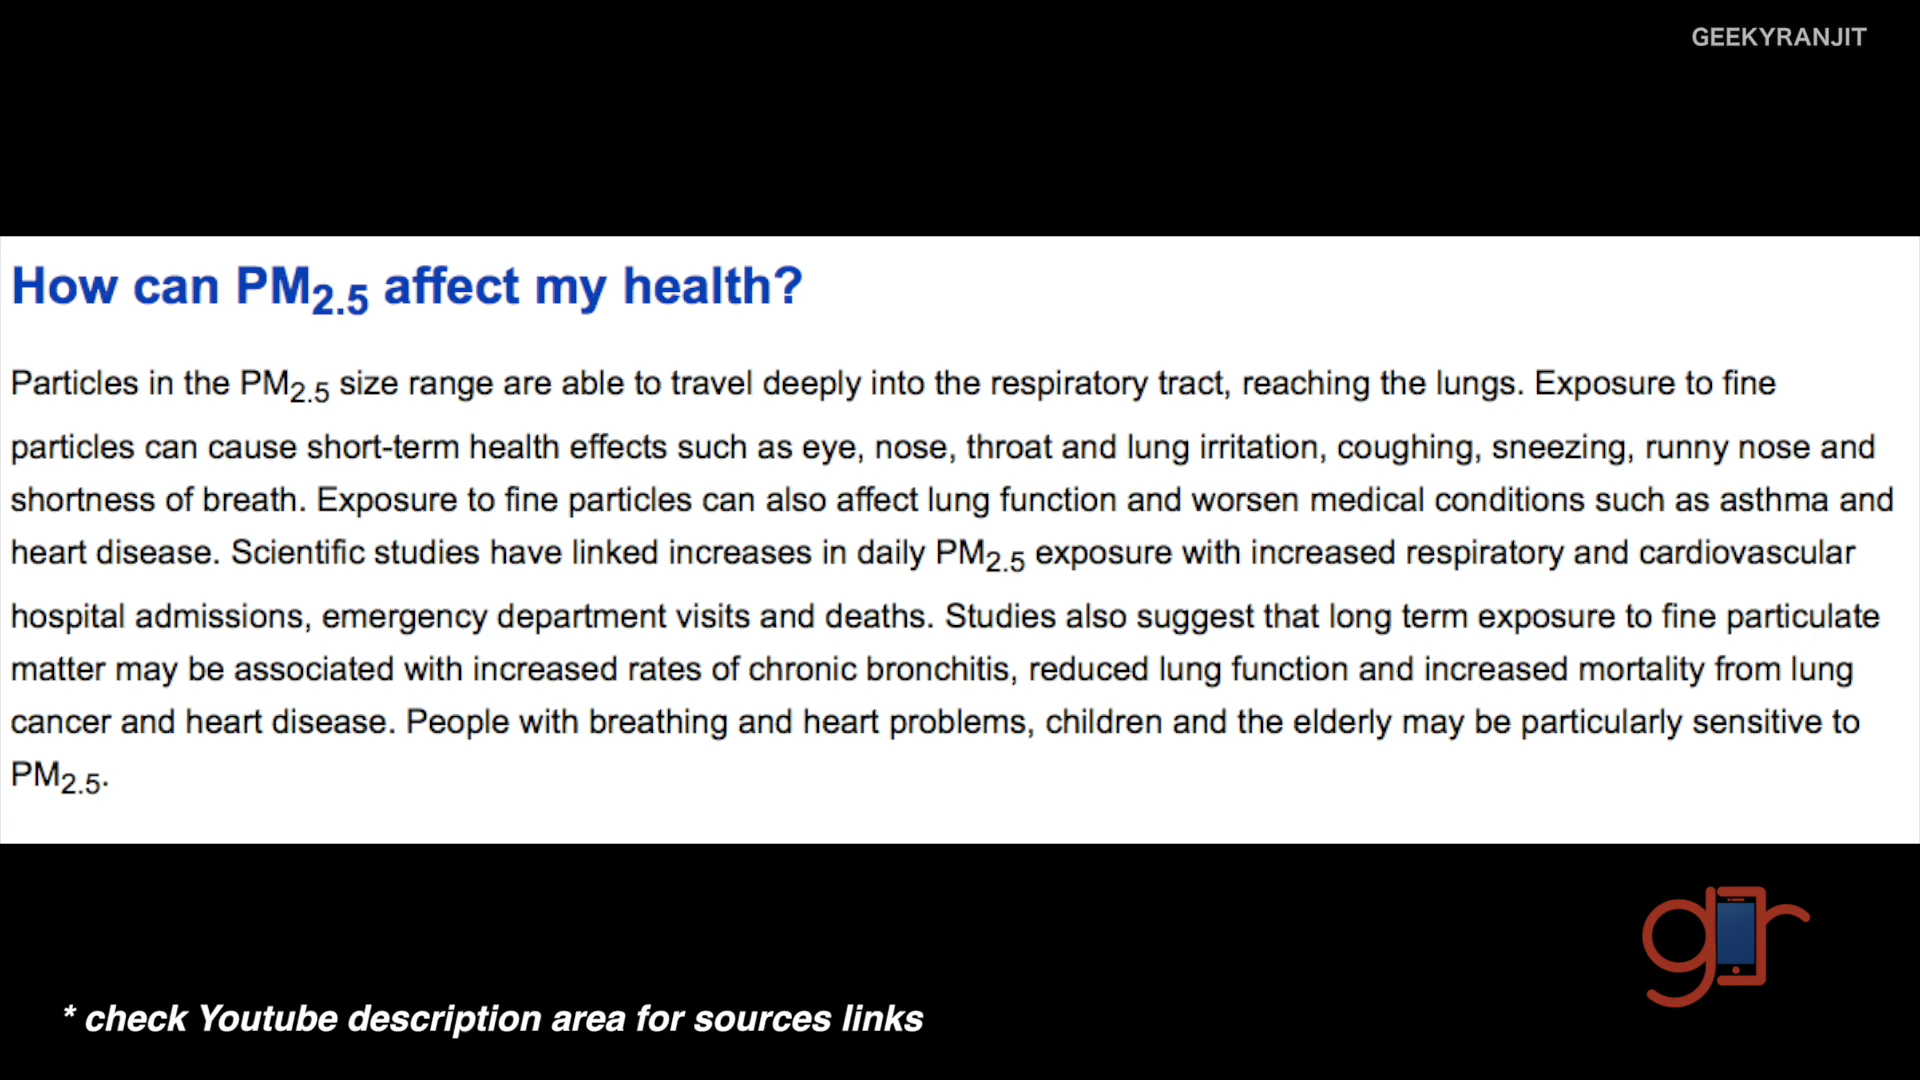 GEEKYRANJIT
How can PM2.5 affect my health?
Particles in the PM2.5 size range are able to travel deeply into the respiratory tract, reaching the lungs. Exposure to fine
particles can cause short-term health effects such as eye, nose, throat and lung irritation, coughing, sneezing, runny nose and
shortness of breath. Exposure to fine particles can also affect lung function and worsen medical conditions such as asthma and
heart disease. Scientific studies have linked increases in daily PM2.5 exposure with increased respiratory and cardiovascular
hospital admissions, emergency department visits and deaths. Studies also suggest that long term exposure to fine particulate
matter may be associated with increased rates of chronic bronchitis, reduced lung function and increased mortality from lung
cancer and heart disease. People with breathing and heart problems, children and the elderly may be particularly sensitive to
PM2.5.
gr
* check Youtube description area for sources links